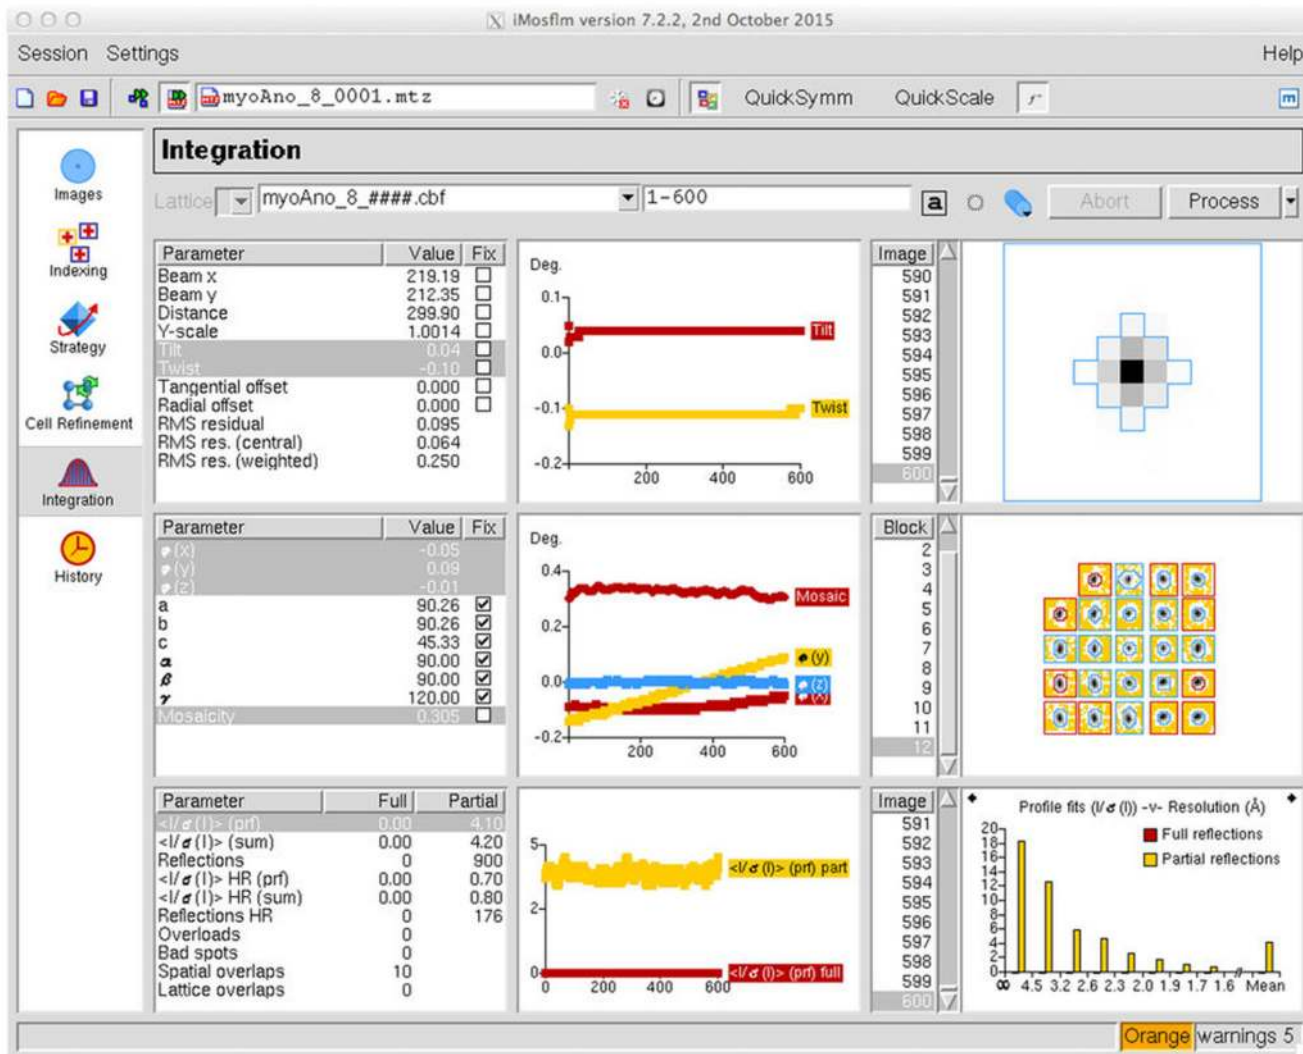 iMosflm version 7.2.2, 2nd October 2015
Session Settings Help
myoAno_8_0001.mtz QuickSymm QuickScale
Integration
Lattice myoAno_8_####.cbf 1-600 a Abort Process
Images
Indexing
Strategy
Cell Refinement
Integration
History
Parameter Value Fix
Beam x 219.19
Beam y 212.35
Distance 299.90
Y-scale 1.0014
Tilt 0.04
Twist -0.10
Tangential offset 0.000
Radial offset 0.000
RMS residual 0.095
RMS res. (central) 0.064
RMS res. (weighted) 0.250
Deg.
0.1
0.0
-0.1
-0.2
200 400 600
Tilt
Twist
Image
590
591
592
593
594
595
596
597
598
599
600
Parameter Value Fix
φ(x) -0.05
φ(y) 0.09
φ(z) -0.01
a 90.26
b 90.26
c 45.33
α 90.00
β 90.00
γ 120.00
Mosaicity 0.305
Deg.
0.4
0.2
0.0
-0.2
200 400 600
Mosaic
φ(y)
φ(z)
φ(x)
Block
2
3
4
5
6
7
8
9
10
11
12
Parameter Full Partial
<I/σ(I)> (prf) 0.00 4.10
<I/σ(I)> (sum) 0.00 4.20
Reflections 0 900
<I/σ(I)> HR (prf) 0.00 0.70
<I/σ(I)> HR (sum) 0.00 0.80
Reflections HR 0 176
Overloads 0
Bad spots 0
Spatial overlaps 10
Lattice overlaps 0
5
2
0
0 200 400 600
<I/σ(I)> (prf) part
<I/σ(I)> (prf) full
Image
591
592
593
594
595
596
597
598
599
600
Profile fits (I/σ(I)) -v- Resolution (Å)
Full reflections
Partial reflections
20
18
16
14
12
10
8
6
4
2
0
∞ 4.5 3.2 2.6 2.3 2.0 1.9 1.7 1.6 // Mean
Orange warnings 5